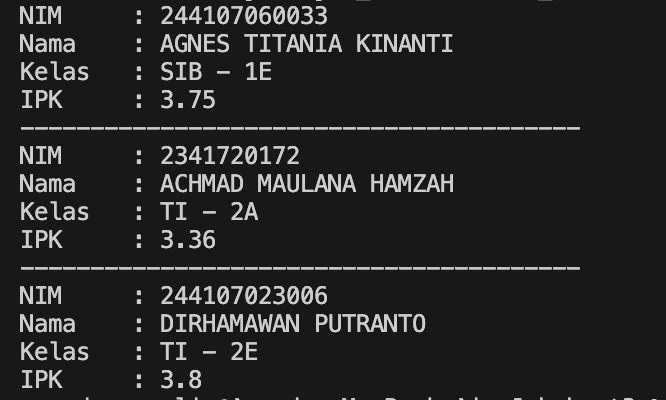 NIM : 244107060033
Nama : AGNES TITANIA KINANTI
Kelas : SIB - 1E
IPK : 3.75
----------------------------------------
NIM : 2341720172
Nama : ACHMAD MAULANA HAMZAH
Kelas : TI - 2A
IPK : 3.36
----------------------------------------
NIM : 244107023006
Nama : DIRHAMAWAN PUTRANTO
Kelas : TI - 2E
IPK : 3.8